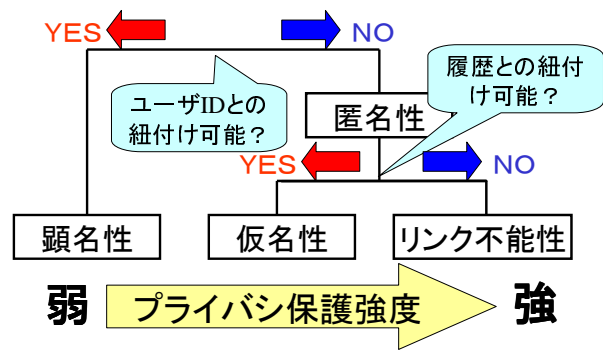 YES
NO
ユーザIDとの
紐付け可能？
履歴との紐付
け可能？
匿名性
YES
NO
顕名性
仮名性
リンク不能性
弱
プライバシ保護強度
強